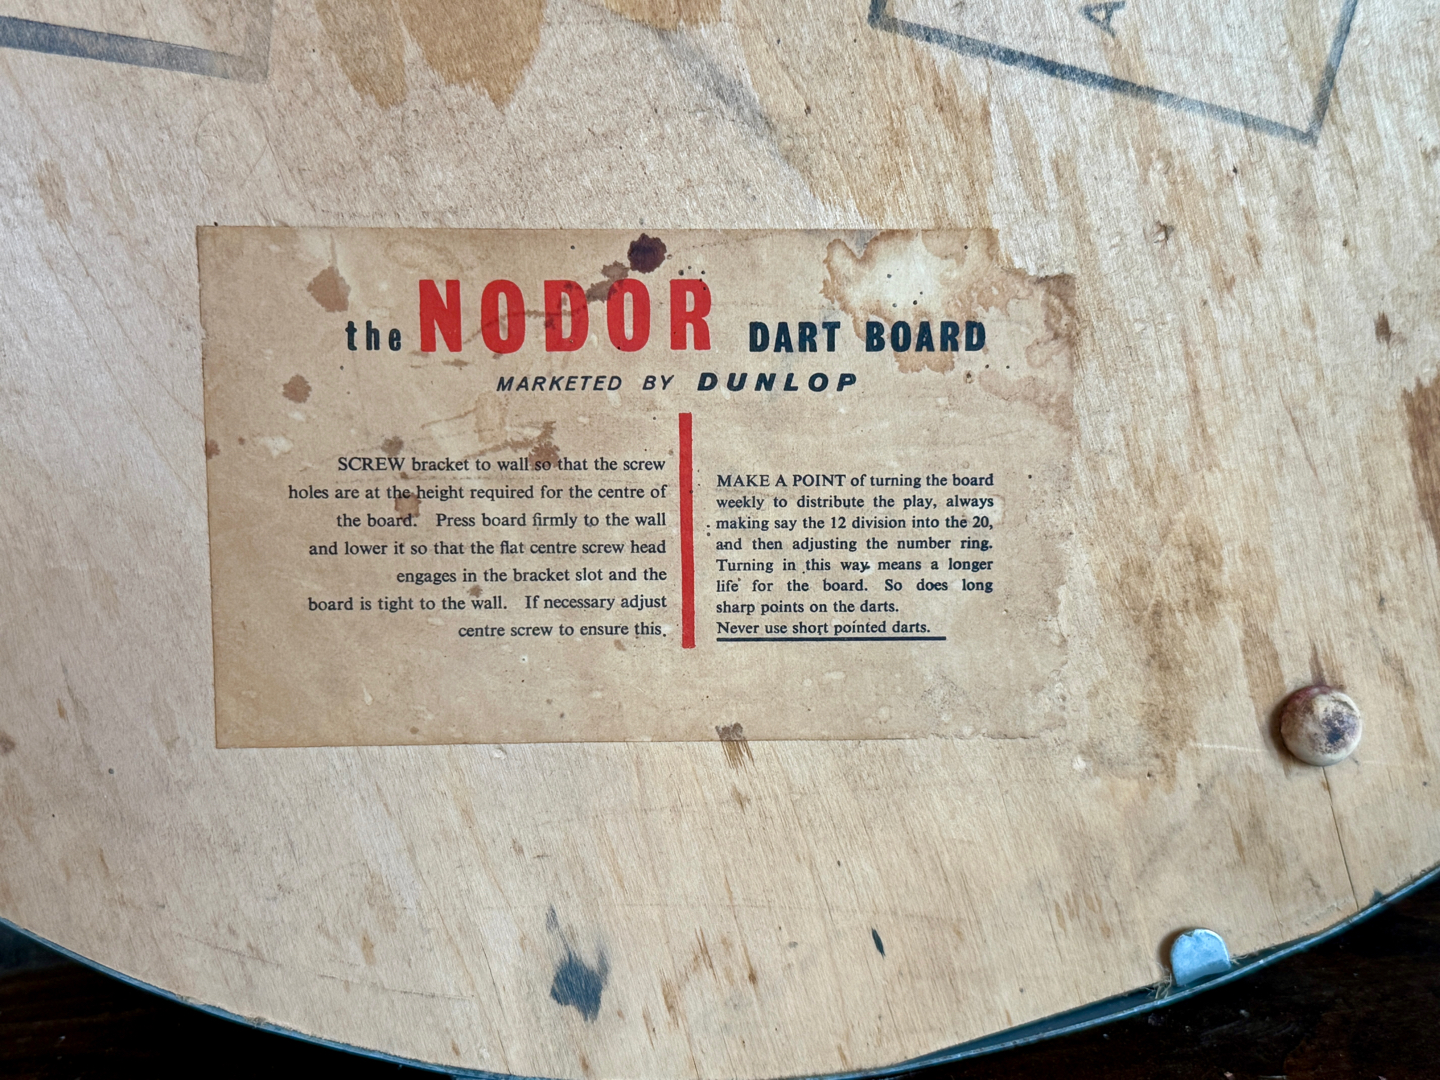 A
the NODOR DART BOARD
MARKETED BY DUNLOP
SCREW bracket to wall so that the screw
holes are at the height required for the centre of
the board. Press board firmly to the wall
and lower it so that the flat centre screw head
engages in the bracket slot and the
board is tight to the wall. If necessary adjust
centre screw to ensure this.
MAKE A POINT of turning the board
weekly to distribute the play, always
making say the 12 division into the 20,
and then adjusting the number ring.
Turning in this way means a longer
life for the board. So does long
sharp points on the darts.
Never use short pointed darts.